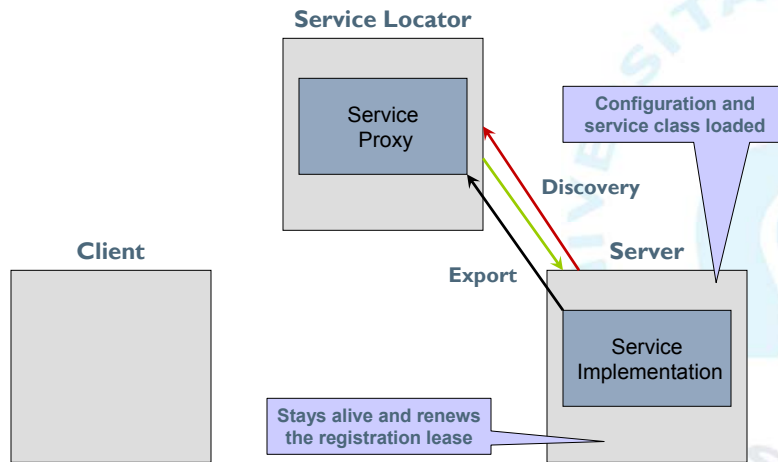 Service Locator
Service
Proxy
Configuration and
service class loaded
Discovery
Client
Server
Export
Service
Implementation
Stays alive and renews
the registration lease